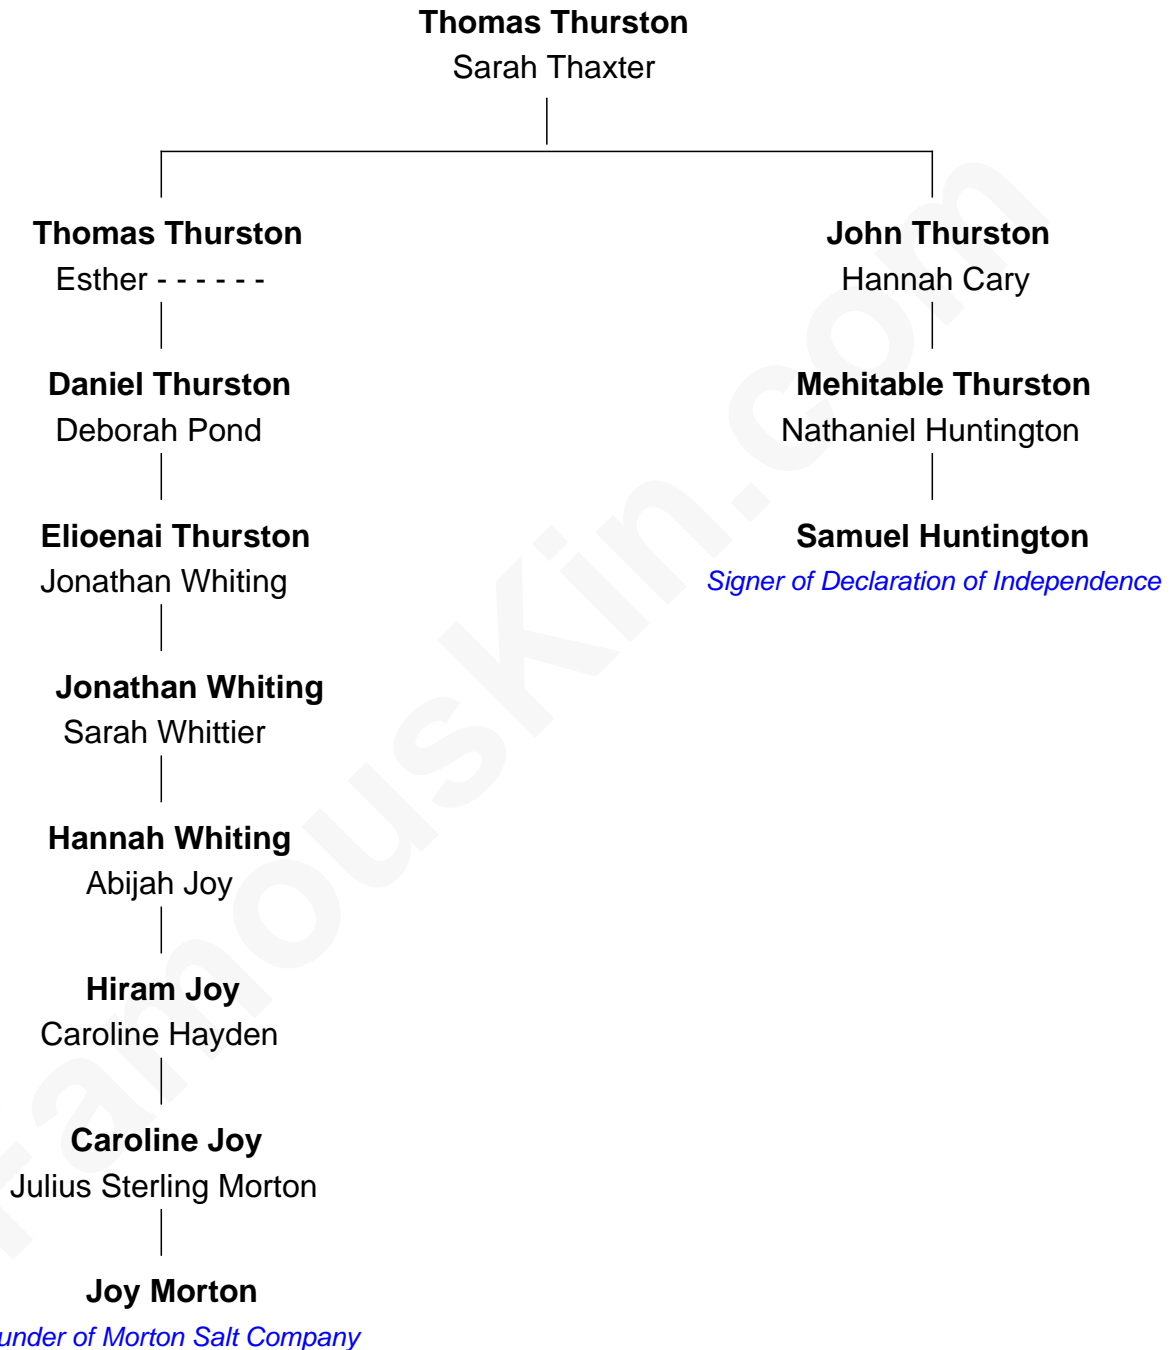 Thomas Thurston
Sarah Thaxter
Thomas Thurston
Esther - - - - - -
John Thurston
Hannah Cary
Daniel Thurston
Deborah Pond
Mehitable Thurston
Nathaniel Huntington
Elioenai Thurston
Jonathan Whiting
Samuel Huntington
Signer of Declaration of Independence
Jonathan Whiting
Sarah Whittier
Hannah Whiting
Abijah Joy
Hiram Joy
Caroline Hayden
Caroline Joy
Julius Sterling Morton
Joy Morton
under of Morton Salt Company
FamousKin.com